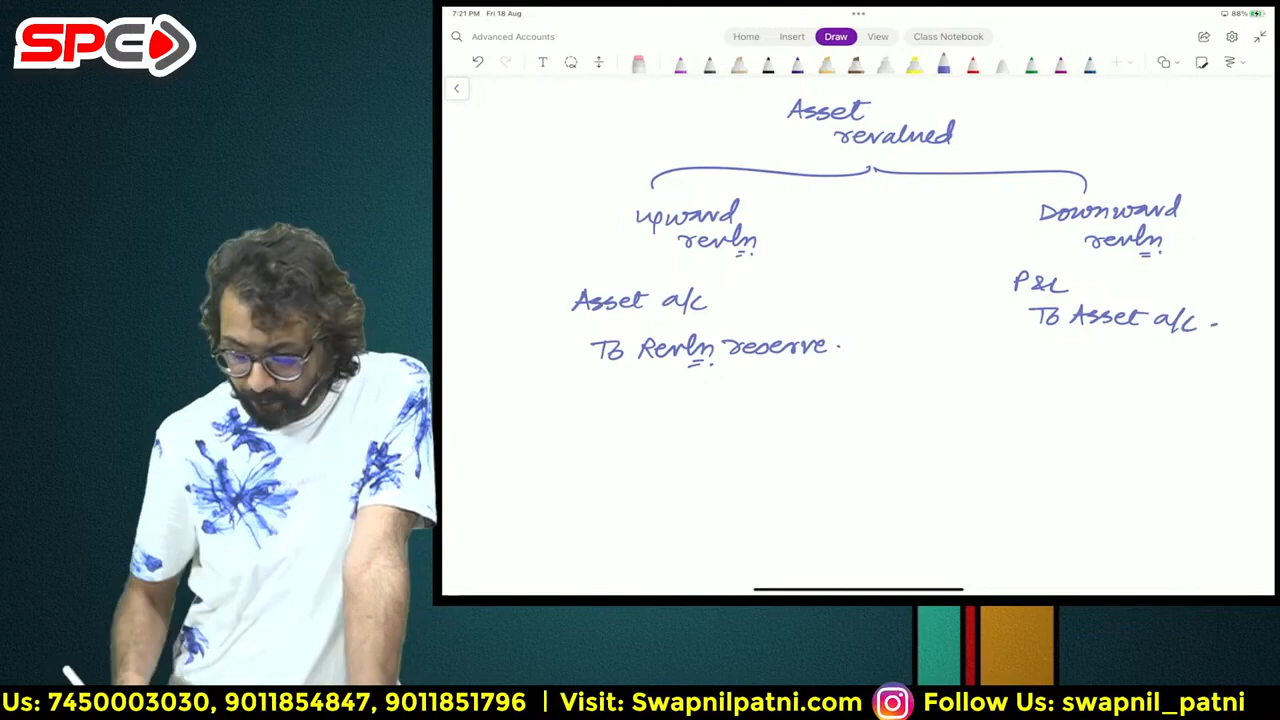 SPE
7:21 PM Fri 18 Aug
88%
Advanced Accounts
Home Insert Draw View Class Notebook
Asset
revalued
upward
revln.
Downward
revln.
Asset a/c
To Revln. reserve.
P&L
To Asset a/c.
Us: 7450003030, 9011854847, 9011851796 | Visit: Swapnilpatni.com Follow Us: swapnil_patni